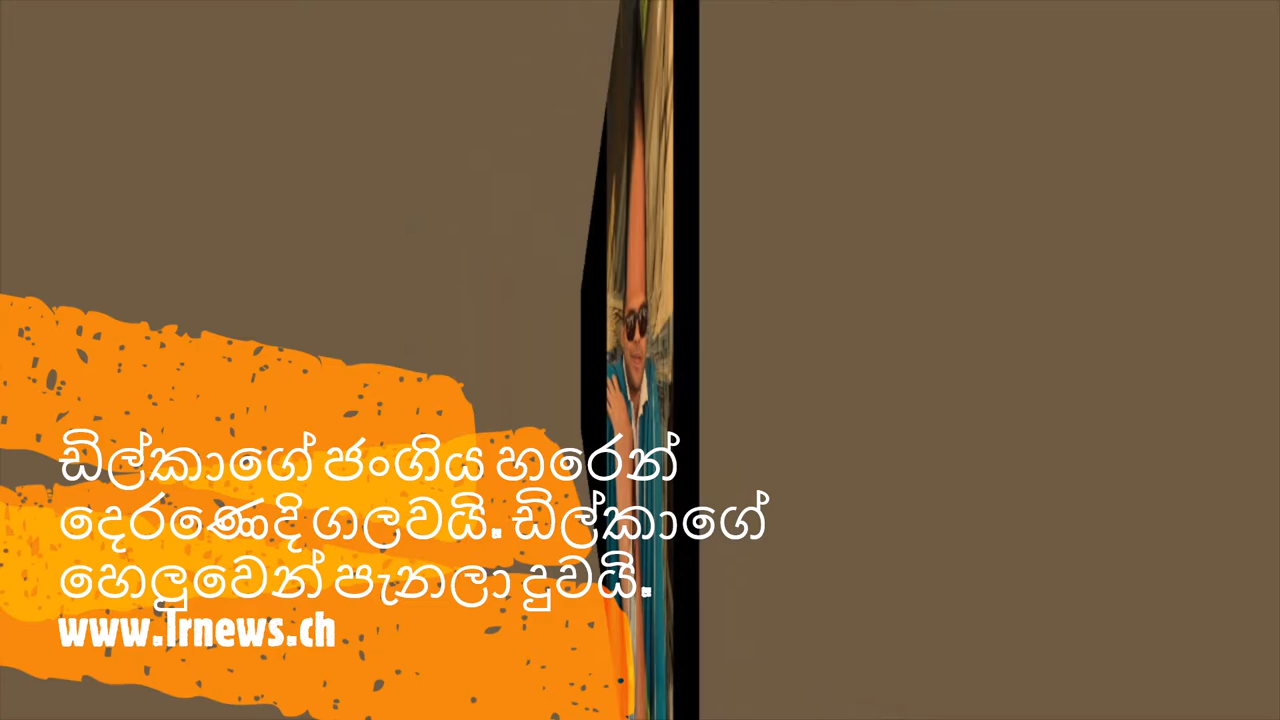 ඩිල්කාගේ ජංගිය හරෙන්
දෙරණෙදි ගලවයි. ඩිල්කාගේ
හෙලුවෙන් පැනලා දුවයි.
www.lrnews.ch